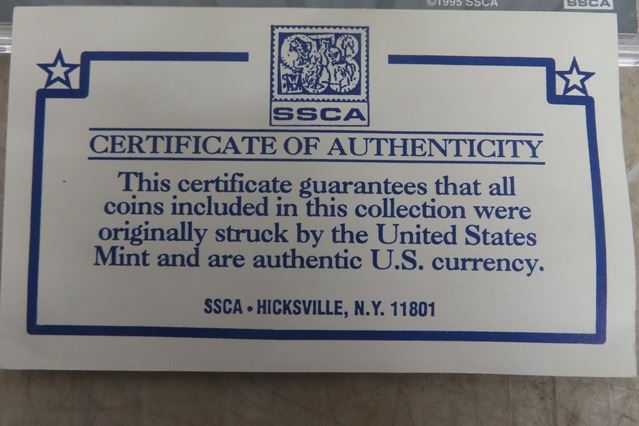 ©1995 SSCA
SSCA
SSCA
CERTIFICATE OF AUTHENTICITY
This certificate guarantees that all
coins included in this collection were
originally struck by the United States
Mint and are authentic U.S. currency.
SSCA • HICKSVILLE, N.Y. 11801